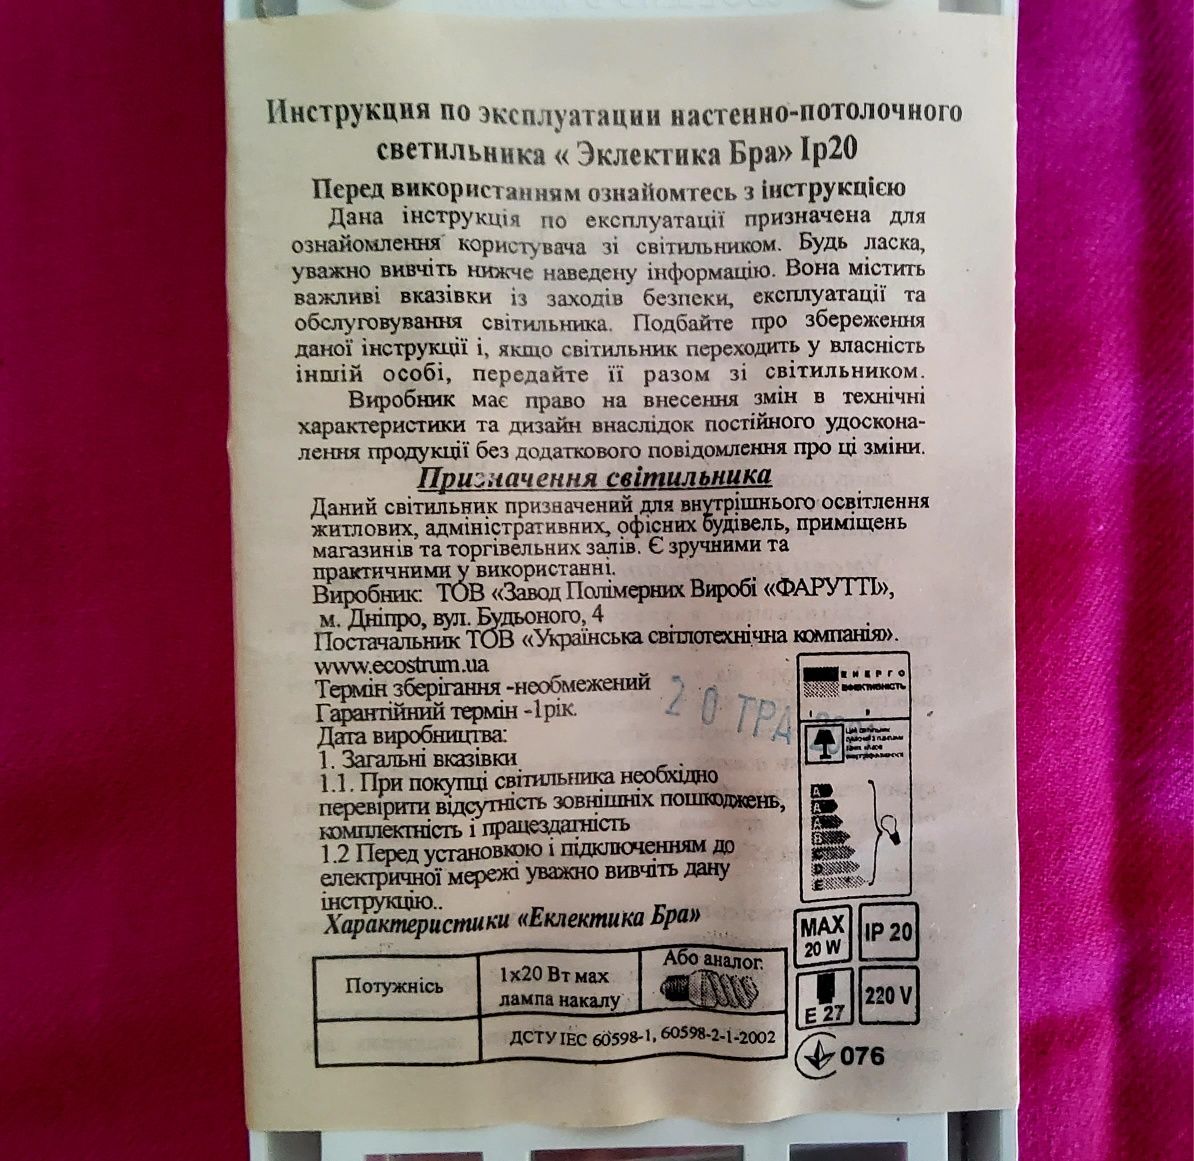 Инструкция по эксплуатации настенно-потолочного
светильника « Эклектика Бра» Ip20
Перед використанням ознайомтесь з інструкцією
Дана інструкція по експлуатації призначена для
ознайомлення користувача зі світильником. Будь ласка,
уважно вивчіть нижче наведену інформацію. Вона містить
важливі вказівки із заходів безпеки, експлуатації та
обслуговування світильника. Подбайте про збереження
даної інструкції і, якщо світильник переходить у власність
іншій особі, передайте її разом зі світильником.
Виробник має право на внесення змін в технічні
характеристики та дизайн внаслідок постійного удоскона-
лення продукції без додаткового повідомлення про ці зміни.
Призначення світильника
Даний світильник призначений для внутрішнього освітлення
житлових, адміністративних, офісних будівель, приміщень
магазинів та торгівельних залів. Є зручними та
практичними у використанні.
Виробник: ТОВ «Завод Полімерних Виробі «ФАРУТТІ»,
м. Дніпро, вул. Будьоного, 4
Постачальник ТОВ «Українська світлотехнічна компанія».
www.ecostrum.ua
Термін зберігання -необмежений
Гарантійний термін -1рік.
Дата виробництва:
20 ТРА
1. Загальні вказівки
1.1. При покупці світильника необхідно
перевірити відсутність зовнішніх пошкоджень,
комплектність і працездатність
1.2 Перед установкою і підключенням до
електричної мережі уважно вивчіть дану
інструкцію..
Характеристики «Еклектика Бра»
Потужнісь
1х20 Вт мах
лампа накалу
Або аналог.
ДСТУ ІЕС 60598-1, 60598-2-1-2002
ЕНЕРГО
A
A
A
B
C
D
E
MAX
20 W
IP 20
E 27
220 V
076